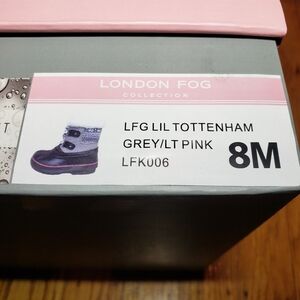 LONDON FOG
COLLECTION
LFG LIL TOTTENHAM
GREY/LT PINK
LFK006
8M